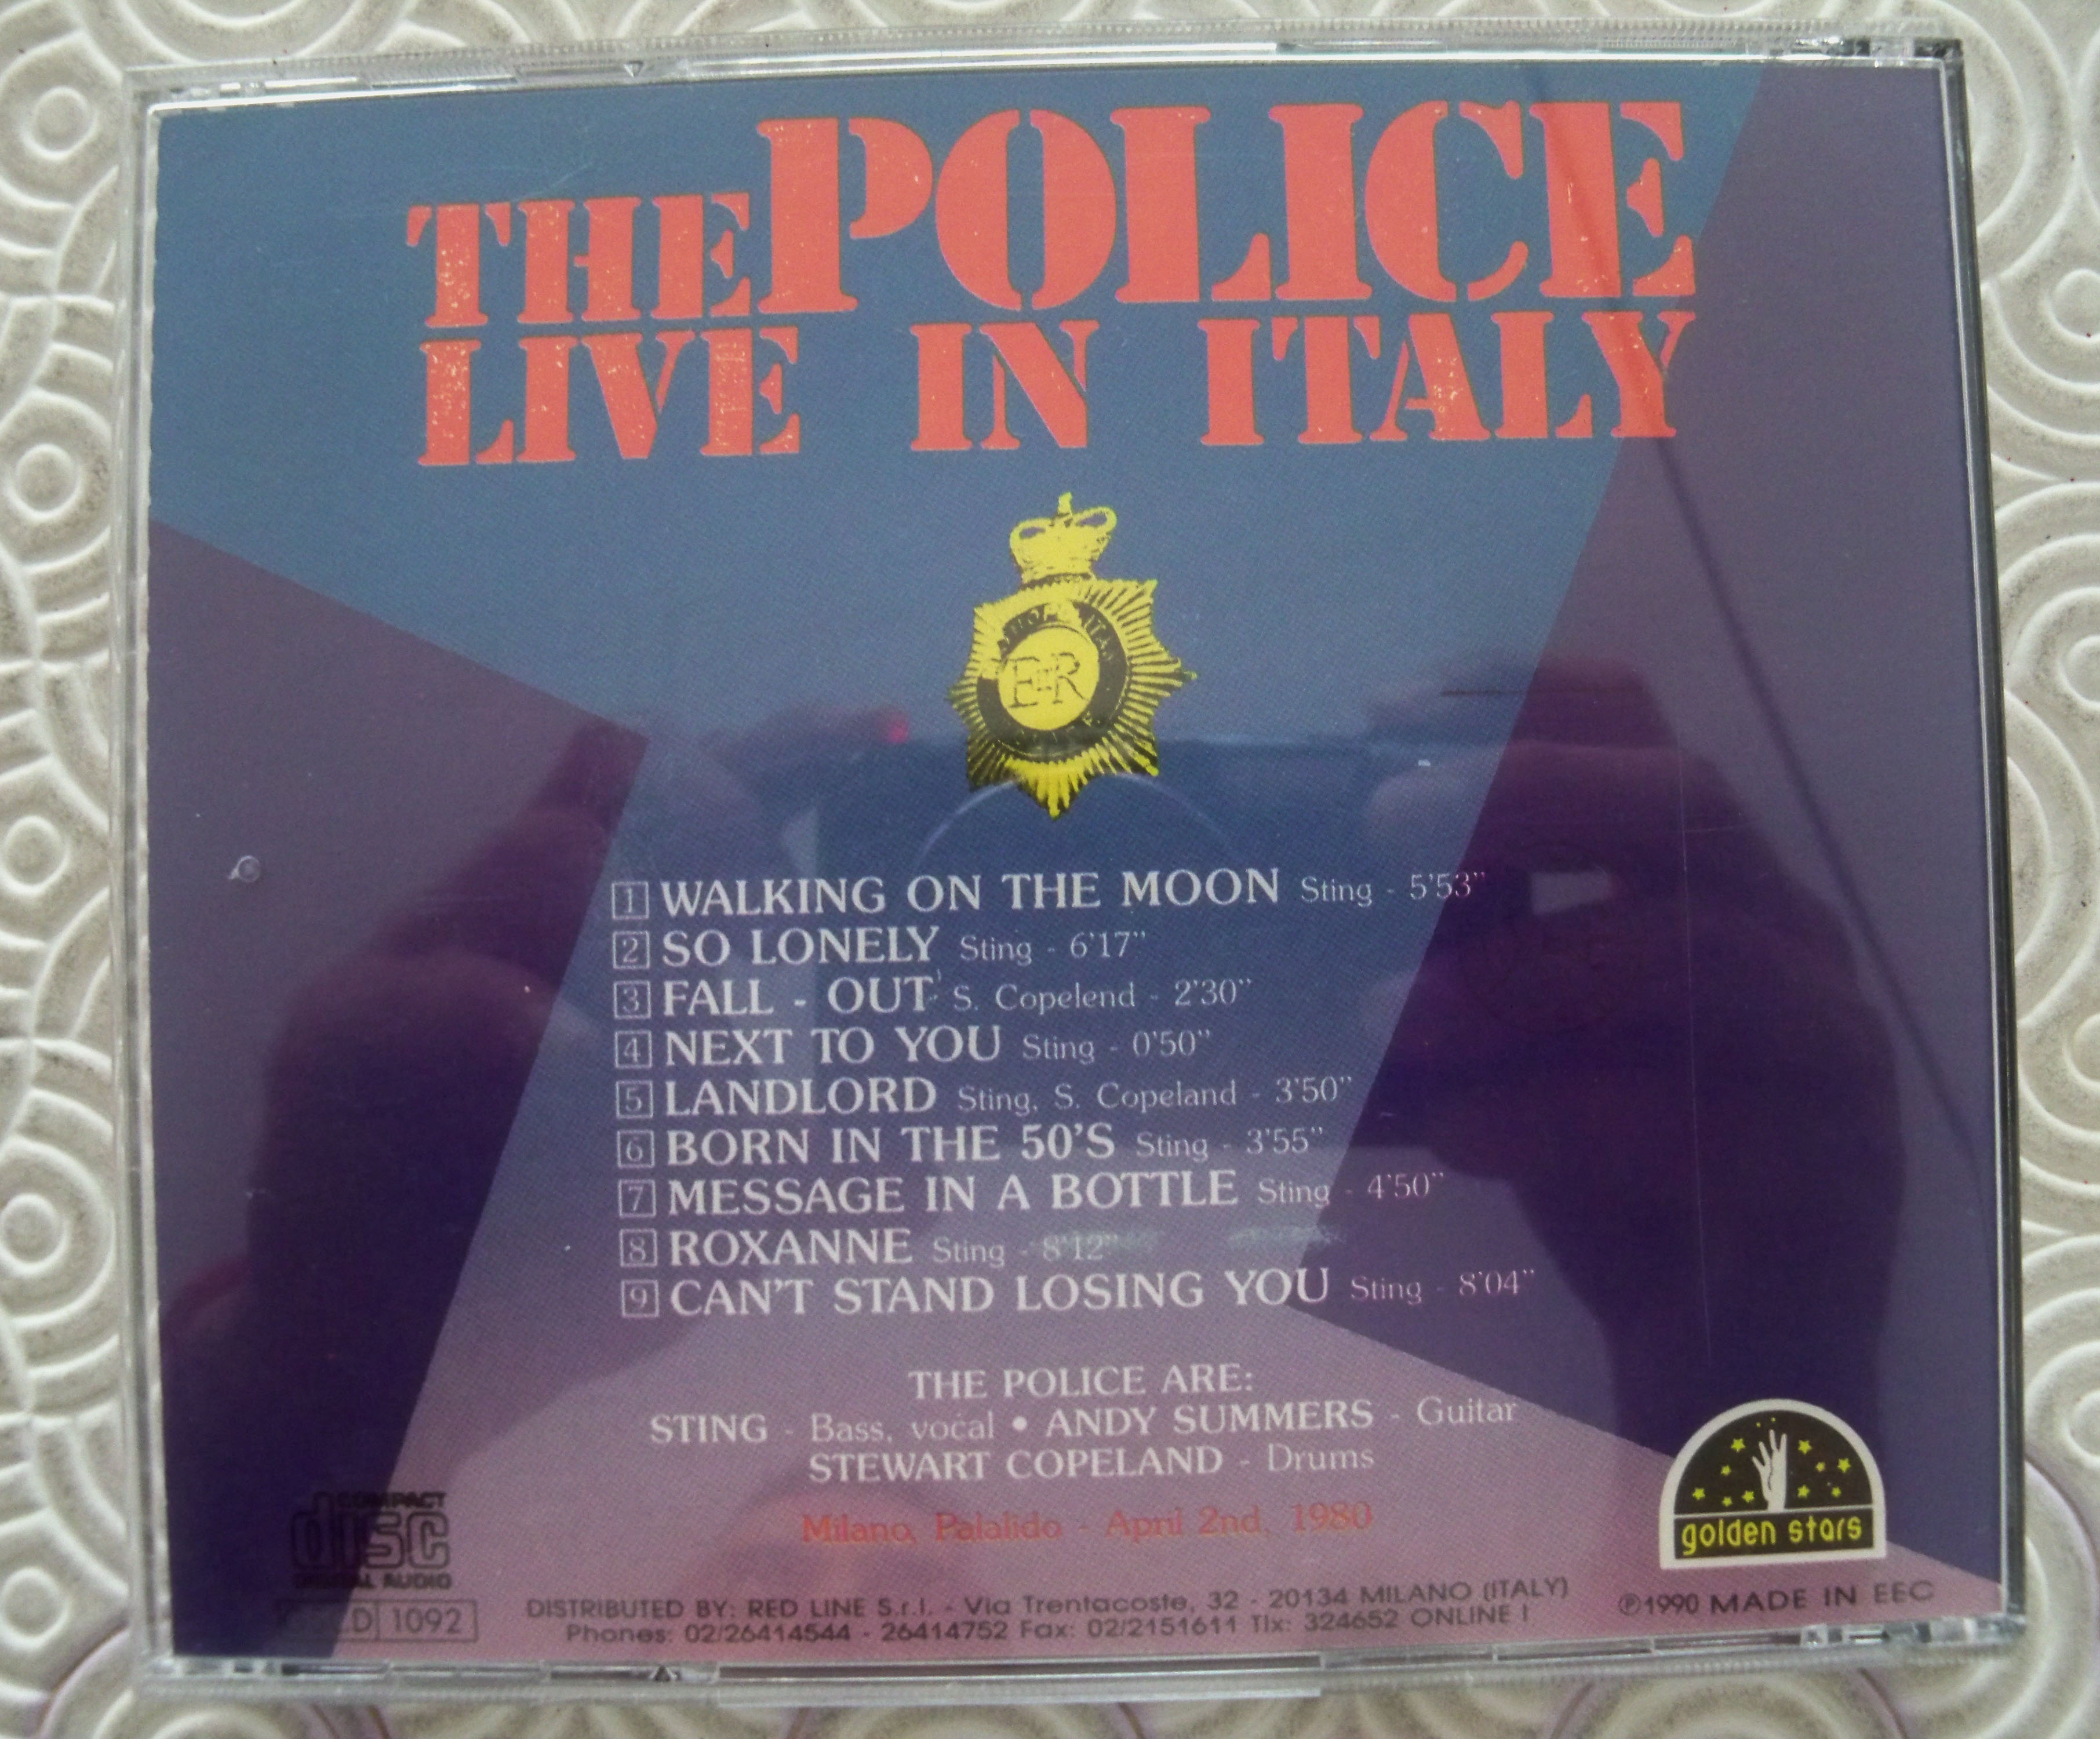 THE POLICE
LIVE IN ITALY
E II R
1 WALKING ON THE MOON Sting - 5'53"
2 SO LONELY Sting - 6'17"
3 FALL - OUT S. Copelend - 2'30"
4 NEXT TO YOU Sting - 0'50"
5 LANDLORD Sting, S. Copeland - 3'50"
6 BORN IN THE 50'S Sting - 3'55"
7 MESSAGE IN A BOTTLE Sting - 4'50"
8 ROXANNE Sting - 8'12"
9 CAN'T STAND LOSING YOU Sting - 8'04"
THE POLICE ARE:
STING - Bass, vocal • ANDY SUMMERS - Guitar
STEWART COPELAND - Drums
Milano, Palalido - April 2nd, 1980
golden stars
COMPACT
disc
DIGITAL AUDIO
1092
DISTRIBUTED BY: RED LINE S.r.l. - Via Trentacoste, 32 - 20134 MILANO (ITALY)
Phones: 02/26414544 - 26414752 Fax: 02/2151611 Tlx: 324652 ONLINE I
℗1990 MADE IN EEC